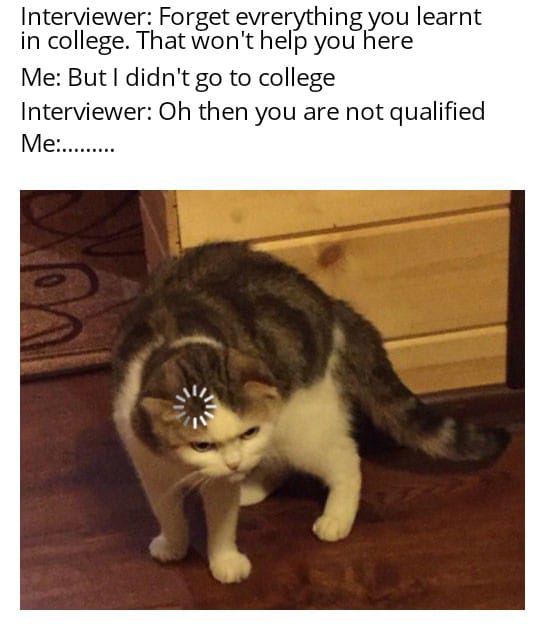 Interviewer: Forget evrerything you learnt
in college. That won't help you here
Me: But I didn't go to college
Interviewer: Oh then you are not qualified
Me:.........